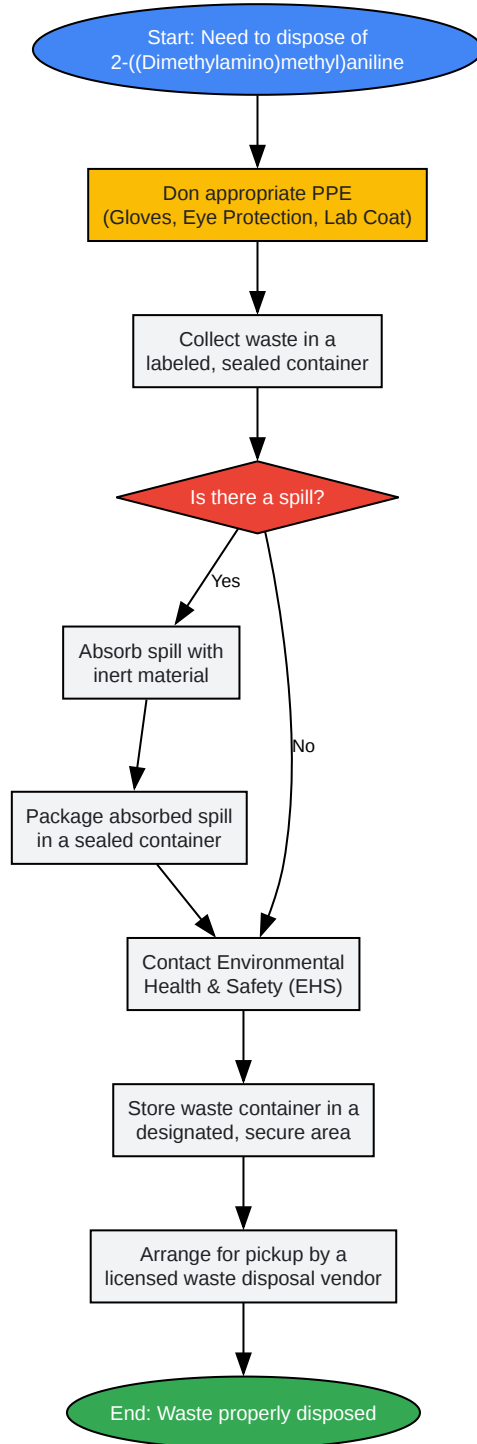 Start: Need to dispose of
2-((Dimethylamino)methyl)aniline
Don appropriate PPE
(Gloves, Eye Protection, Lab Coat)
Collect waste in a
labeled, sealed container
Is there a spill?
Yes
Absorb spill with
inert material
No
Package absorbed spill
in a sealed container
Contact Environmental
Health & Safety (EHS)
Store waste container in a
designated, secure area
Arrange for pickup by a
licensed waste disposal vendor
End: Waste properly disposed